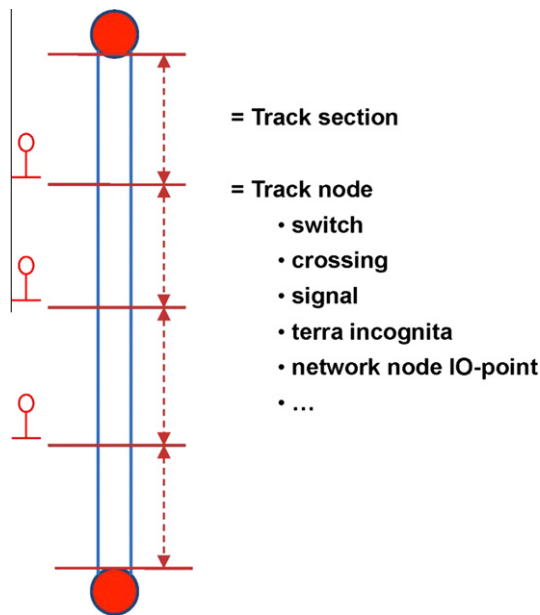 = Track section
= Track node
• switch
• crossing
• signal
• terra incognita
• network node IO-point
• …